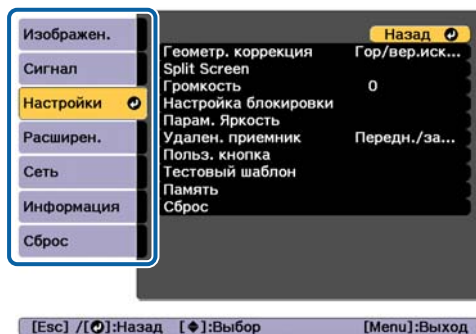 Изображен.
Сигнал
Настройки
Расширен.
Сеть
Информация
Сброс
Назад
Геометр. коррекция Гор/вер.иск...
Split Screen
Громкость 0
Настройка блокировки
Парам. Яркость
Удален. приемник Передн./за...
Польз. кнопка
Тестовый шаблон
Память
Сброс
[Esc] /[⏎]:Назад [◆]:Выбор [Menu]:Выход